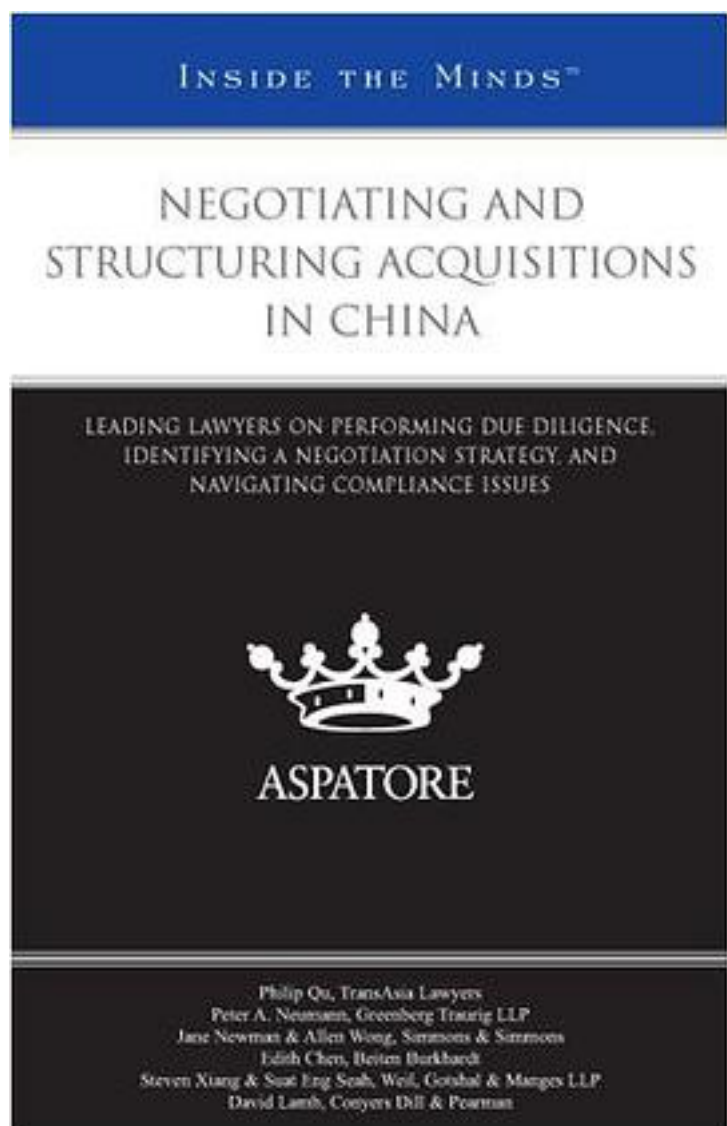 INSIDE THE MINDS™
NEGOTIATING AND
STRUCTURING ACQUISITIONS
IN CHINA
LEADING LAWYERS ON PERFORMING DUE DILIGENCE,
IDENTIFYING A NEGOTIATION STRATEGY, AND
NAVIGATING COMPLIANCE ISSUES
ASPATORE
Philip Qu, TransAsia Lawyers
Peter A. Neumann, Greenberg Traurig LLP
Jane Newman & Allen Wong, Simmons & Simmons
Edith Chen, Beiten Burkhardt
Steven Xiang & Suat Eng Seah, Weil, Gotshal & Manges LLP
David Lamb, Conyers Dill & Pearman